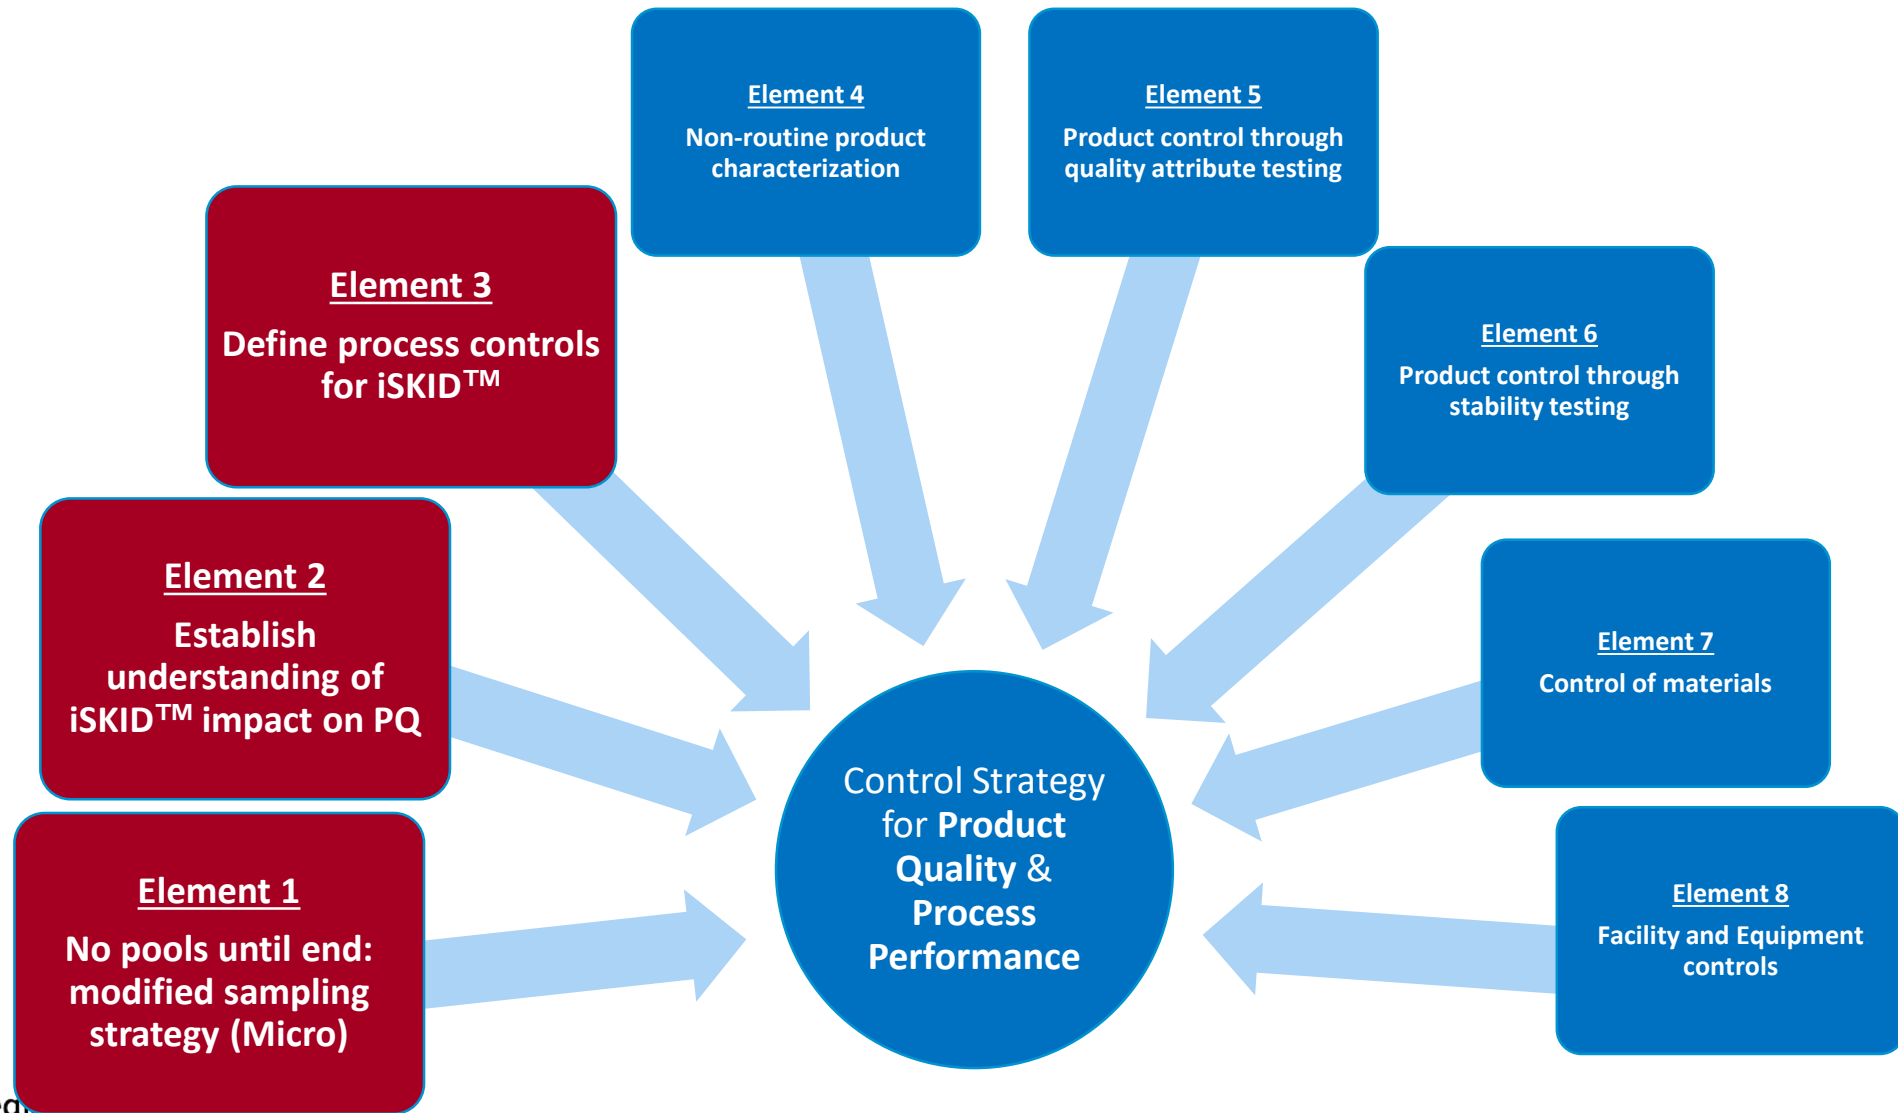 Element 4
Non-routine product
characterization
Element 5
Product control through
quality attribute testing
Element 3
Define process controls
for iSKID™
Element 6
Product control through
stability testing
Element 2
Establish
understanding of
iSKID™ impact on PQ
Element 7
Control of materials
Control Strategy
for Product
Quality &
Process
Performance
Element 1
No pools until end:
modified sampling
strategy (Micro)
Element 8
Facility and Equipment
controls